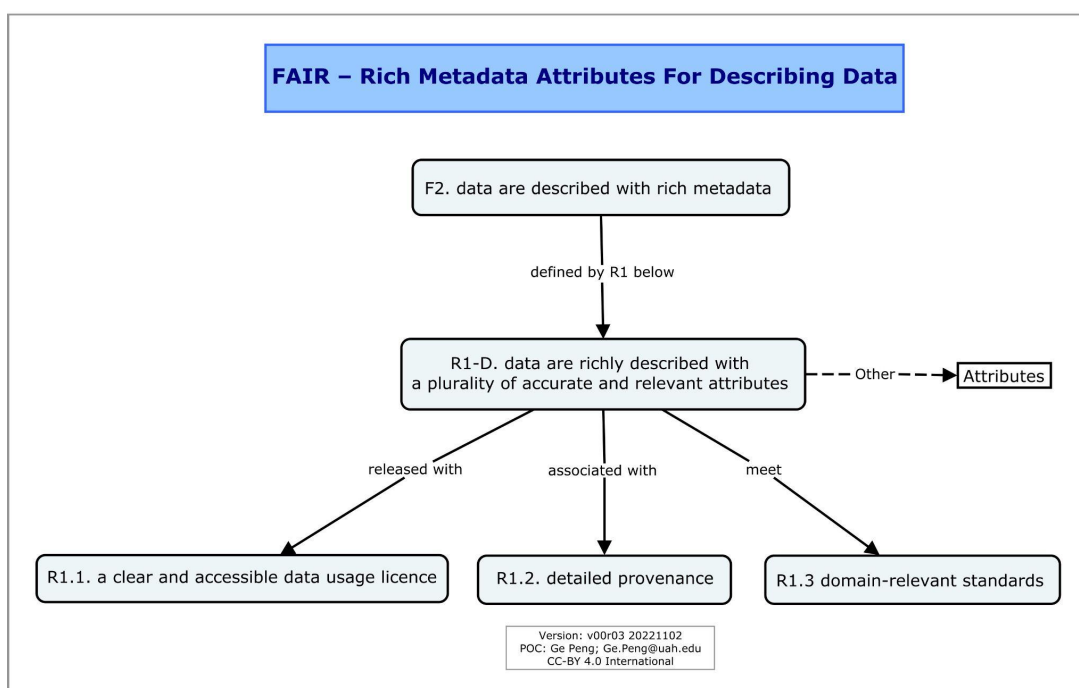 FAIR – Rich Metadata Attributes For Describing Data
F2. data are described with rich metadata
defined by R1 below
R1-D. data are richly described with
a plurality of accurate and relevant attributes
Other
Attributes
released with
associated with
meet
R1.1. a clear and accessible data usage licence
R1.2. detailed provenance
R1.3 domain-relevant standards
Version: v00r03 20221102
POC: Ge Peng; Ge.Peng@uah.edu
CC-BY 4.0 International